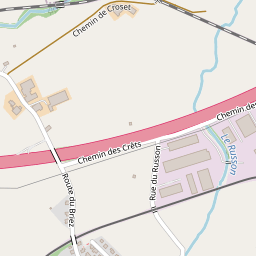 Chemin de Croset
Chemin des
Chemin des Crêts
Le Russon
Rue du Russon
Route du Briez